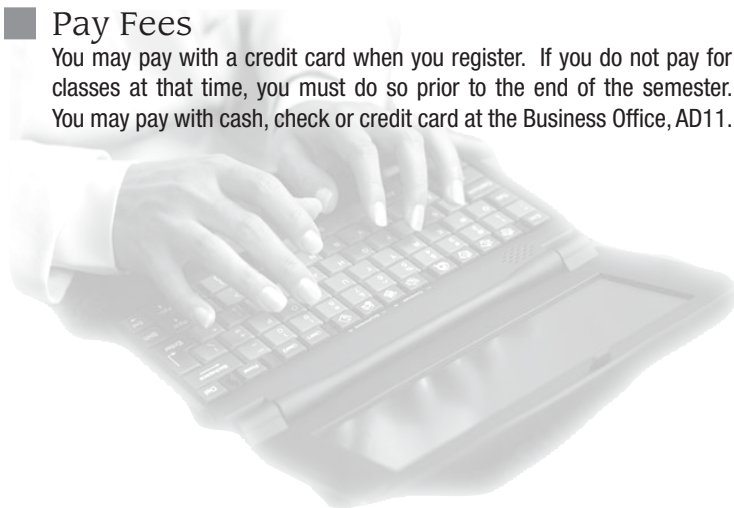 Pay Fees
You may pay with a credit card when you register. If you do not pay for
classes at that time, you must do so prior to the end of the semester.
You may pay with cash, check or credit card at the Business Office, AD11.